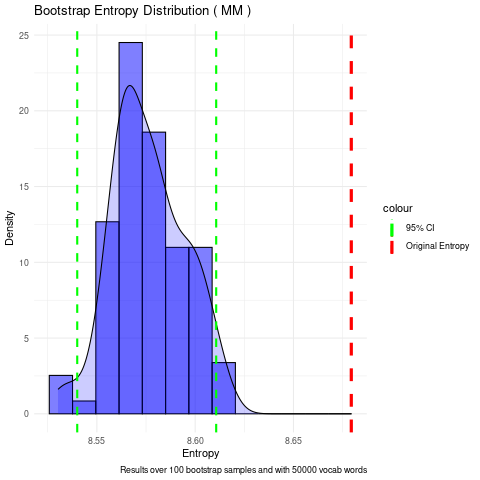 Bootstrap Entropy Distribution ( MM )
25
20
15
10
5
0
Density
8.55
8.60
8.65
Entropy
colour
95% CI
Original Entropy
Results over 100 bootstrap samples and with 50000 vocab words